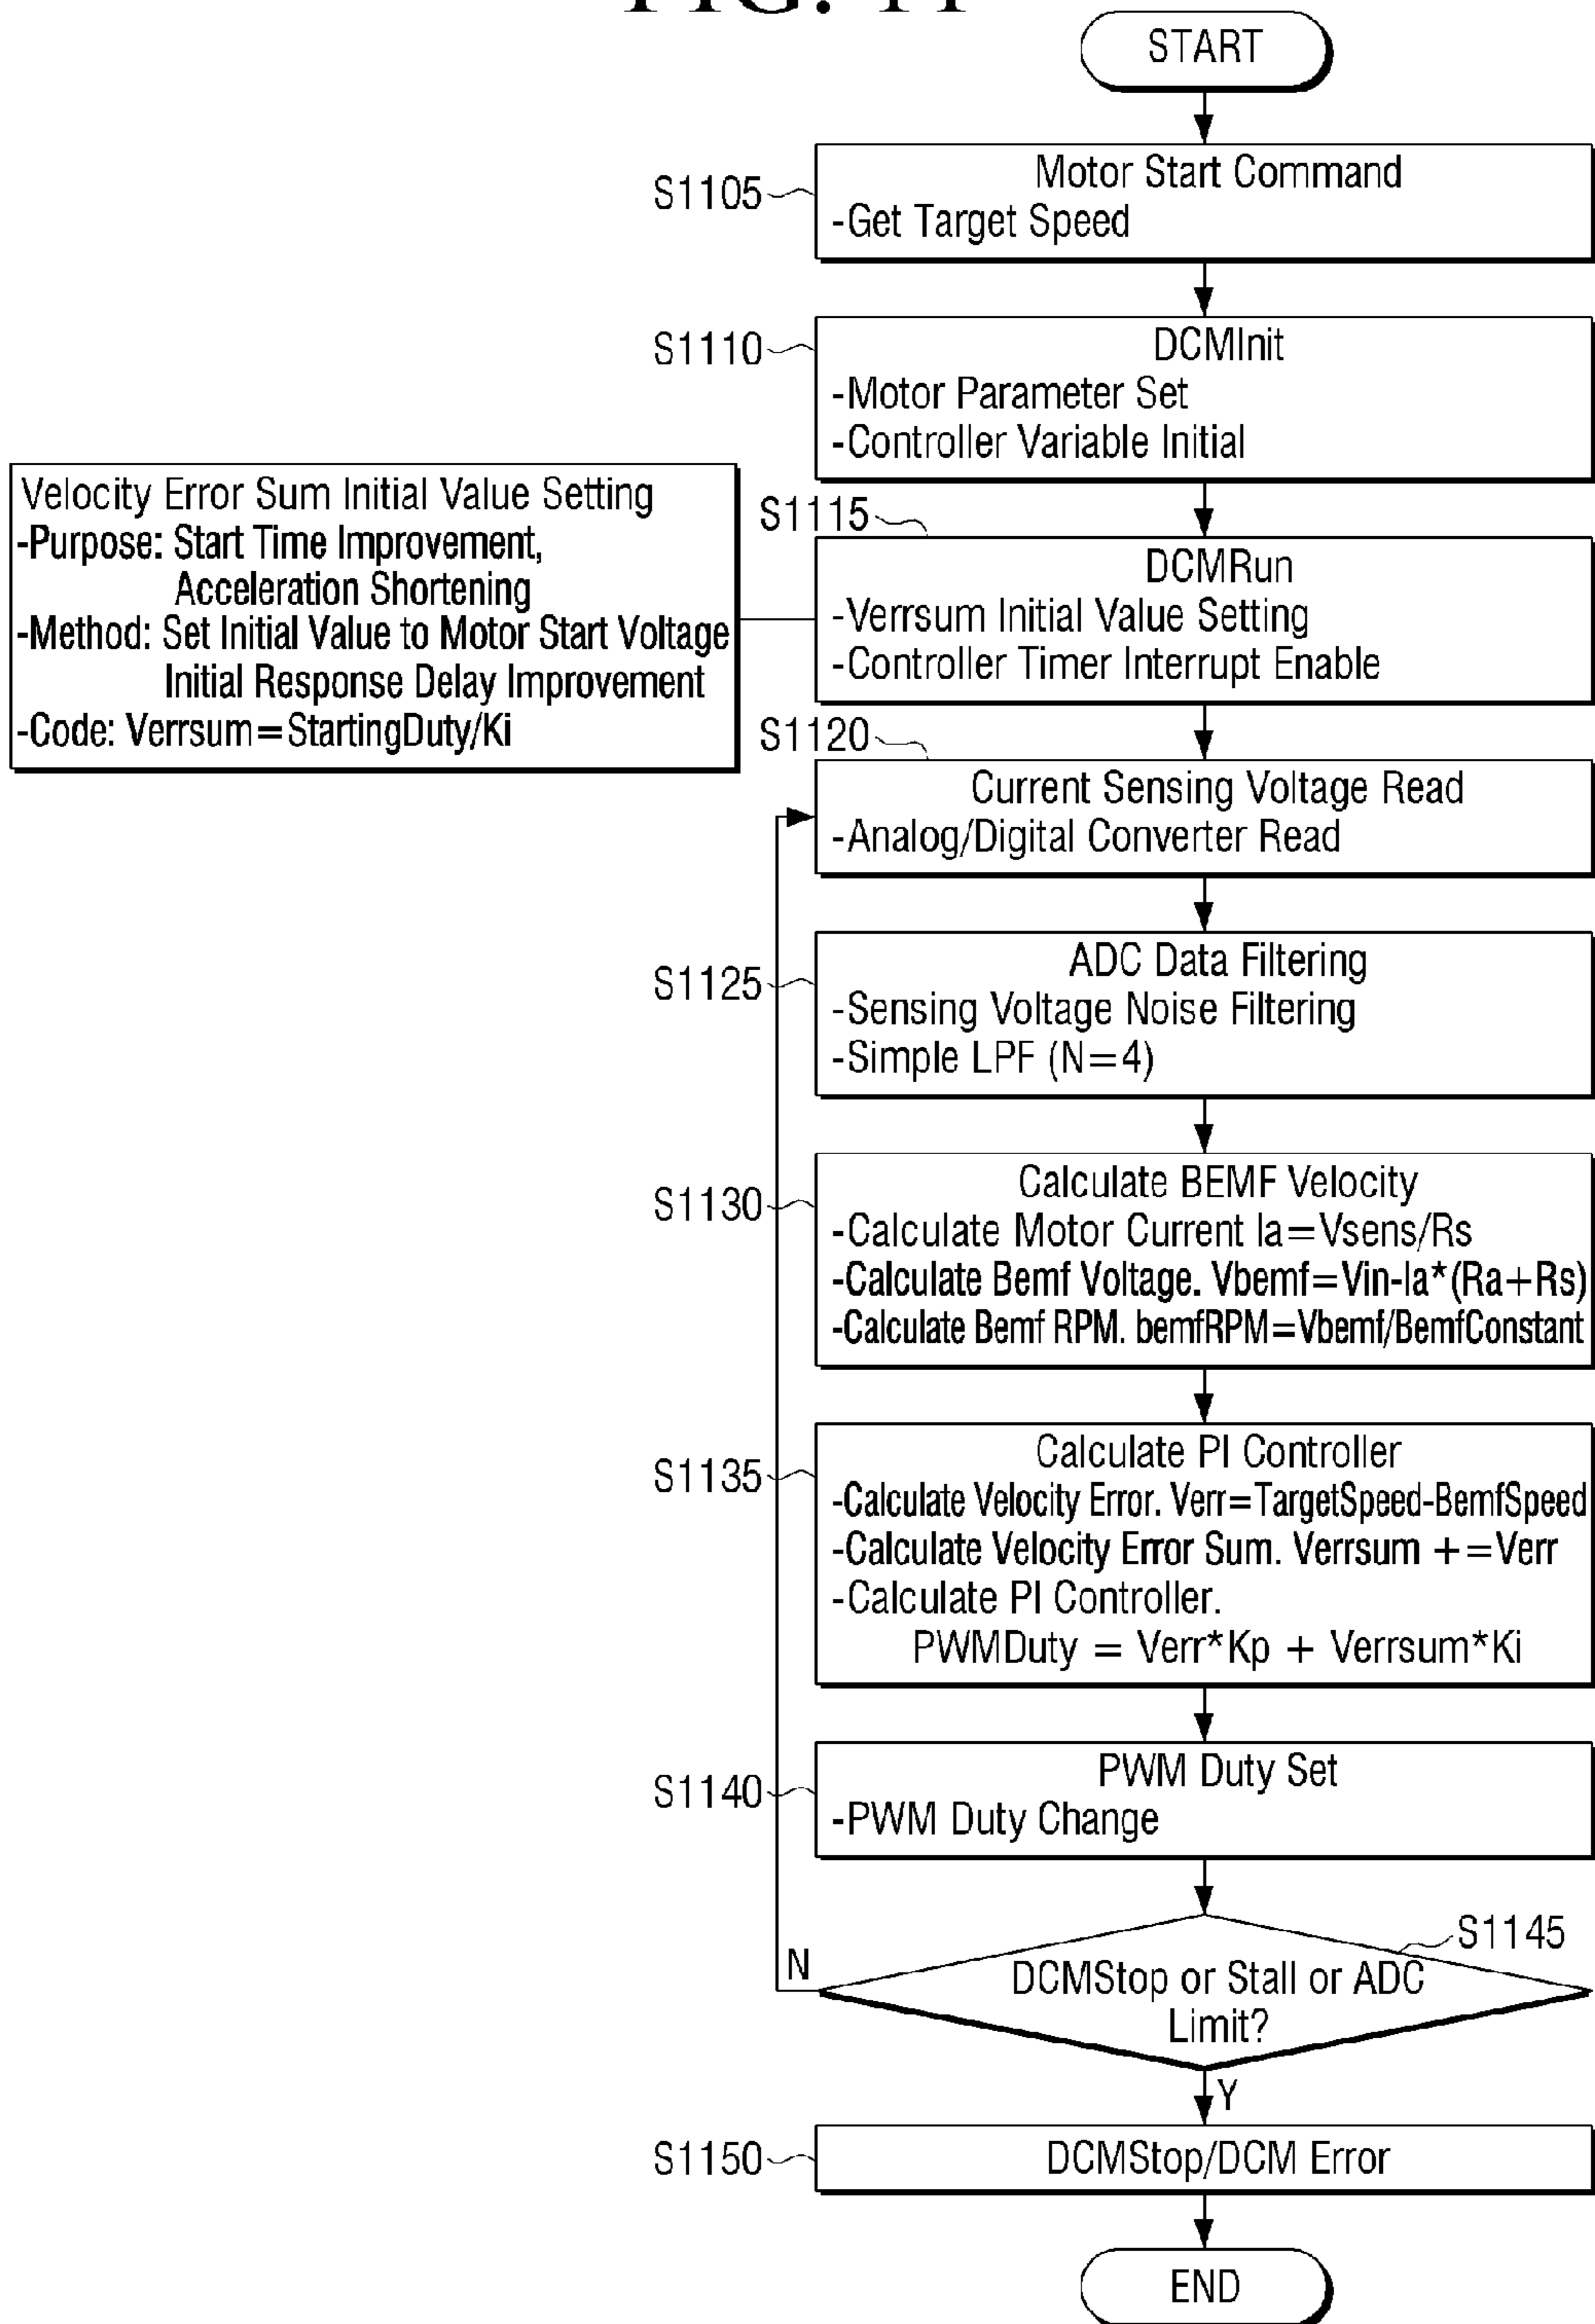 FIG. 11
START
S1105
Motor Start Command
-Get Target Speed
S1110
DCMInit
-Motor Parameter Set
-Controller Variable Initial
Velocity Error Sum Initial Value Setting
-Purpose: Start Time Improvement,
Acceleration Shortening
-Method: Set Initial Value to Motor Start Voltage
Initial Response Delay Improvement
-Code: Verrsum=StartingDuty/Ki
S1115
DCMRun
-Verrsum Initial Value Setting
-Controller Timer Interrupt Enable
S1120
Current Sensing Voltage Read
-Analog/Digital Converter Read
S1125
ADC Data Filtering
-Sensing Voltage Noise Filtering
-Simple LPF (N=4)
S1130
Calculate BEMF Velocity
-Calculate Motor Current Ia=Vsens/Rs
-Calculate Bemf Voltage. Vbemf=Vin-Ia*(Ra+Rs)
-Calculate Bemf RPM. bemfRPM=Vbemf/BemfConstant
S1135
Calculate PI Controller
-Calculate Velocity Error. Verr=TargetSpeed-BemfSpeed
-Calculate Velocity Error Sum. Verrsum +=Verr
-Calculate PI Controller.
PWMDuty = Verr*Kp + Verrsum*Ki
S1140
PWM Duty Set
-PWM Duty Change
S1145
N
DCMStop or Stall or ADC
Limit?
Y
S1150
DCMStop/DCM Error
END